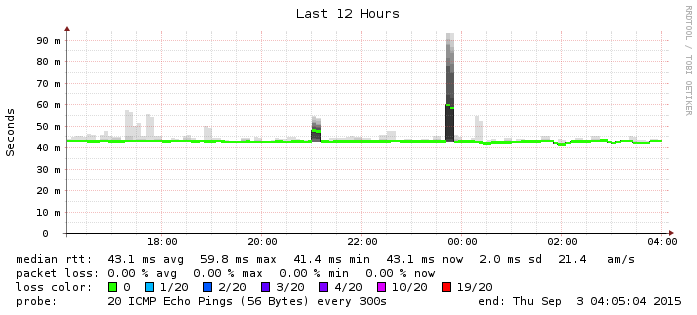 Last 12 Hours
RRDTOOL / TOBI OETIKER
Seconds
90 m
80 m
70 m
60 m
50 m
40 m
30 m
20 m
10 m
0
18:00 20:00 22:00 00:00 02:00 04:00
median rtt: 43.1 ms avg 59.8 ms max 41.4 ms min 43.1 ms now 2.0 ms sd 21.4 am/s
packet loss: 0.00 % avg 0.00 % max 0.00 % min 0.00 % now
loss color: 0 1/20 2/20 3/20 4/20 10/20 19/20
probe: 20 ICMP Echo Pings (56 Bytes) every 300s end: Thu Sep 3 04:05:04 2015